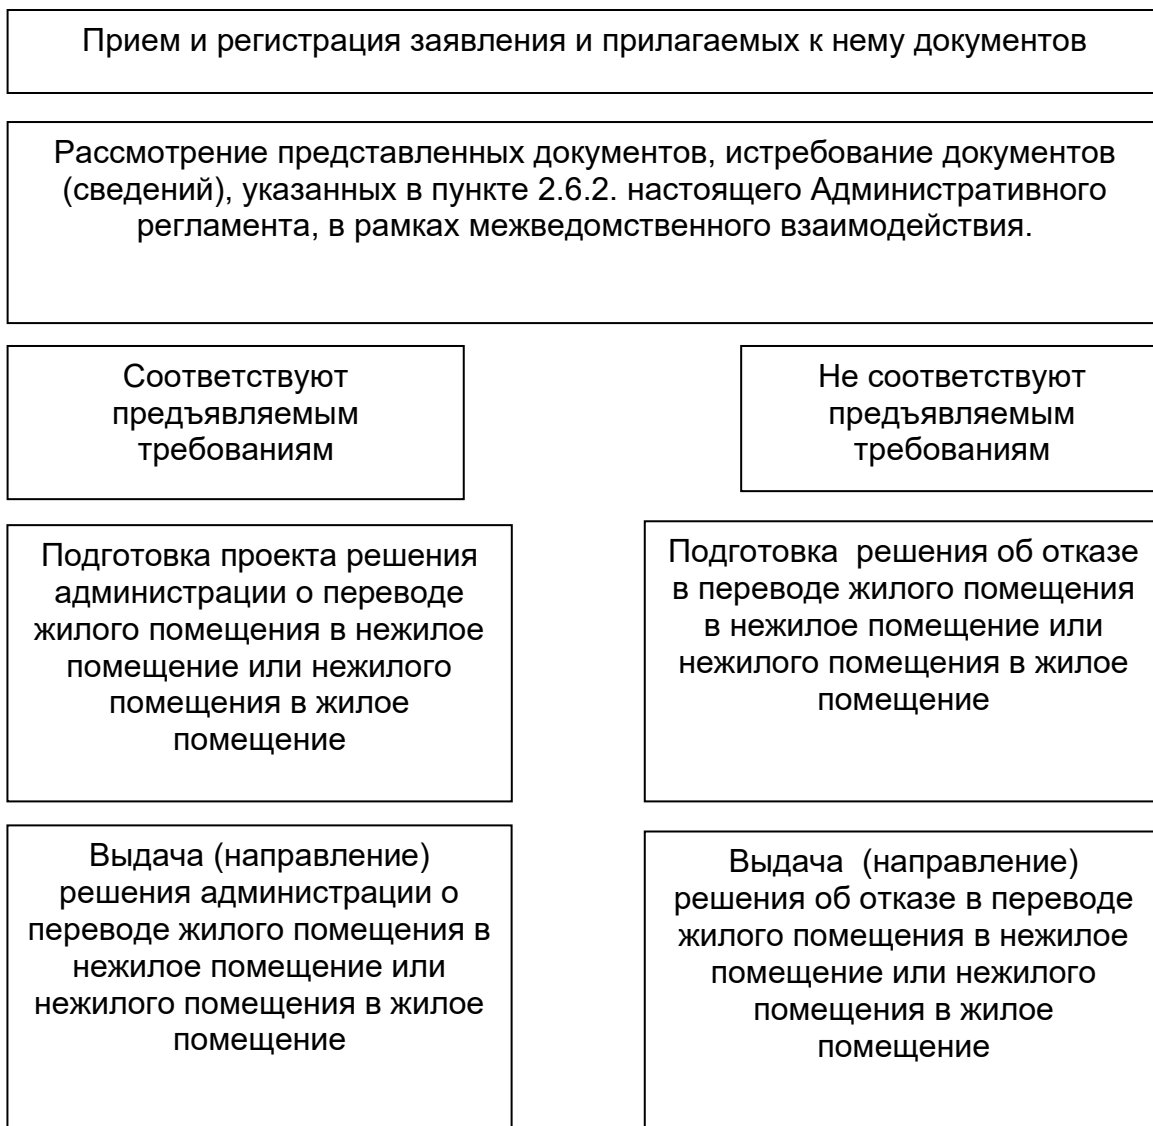 Прием и регистрация заявления и прилагаемых к нему документов
Рассмотрение представленных документов, истребование документов
(сведений), указанных в пункте 2.6.2. настоящего Административного
регламента, в рамках межведомственного взаимодействия.
Соответствуют
предъявляемым
требованиям
Не соответствуют
предъявляемым
требованиям
Подготовка проекта решения
администрации о переводе
жилого помещения в нежилое
помещение или нежилого
помещения в жилое
помещение
Подготовка  решения об отказе
в переводе жилого помещения
в нежилое помещение или
нежилого помещения в жилое
помещение
Выдача (направление)
решения администрации о
переводе жилого помещения в
нежилое помещение или
нежилого помещения в жилое
помещение
Выдача  (направление)
решения об отказе в переводе
жилого помещения в нежилое
помещение или нежилого
помещения в жилое
помещение